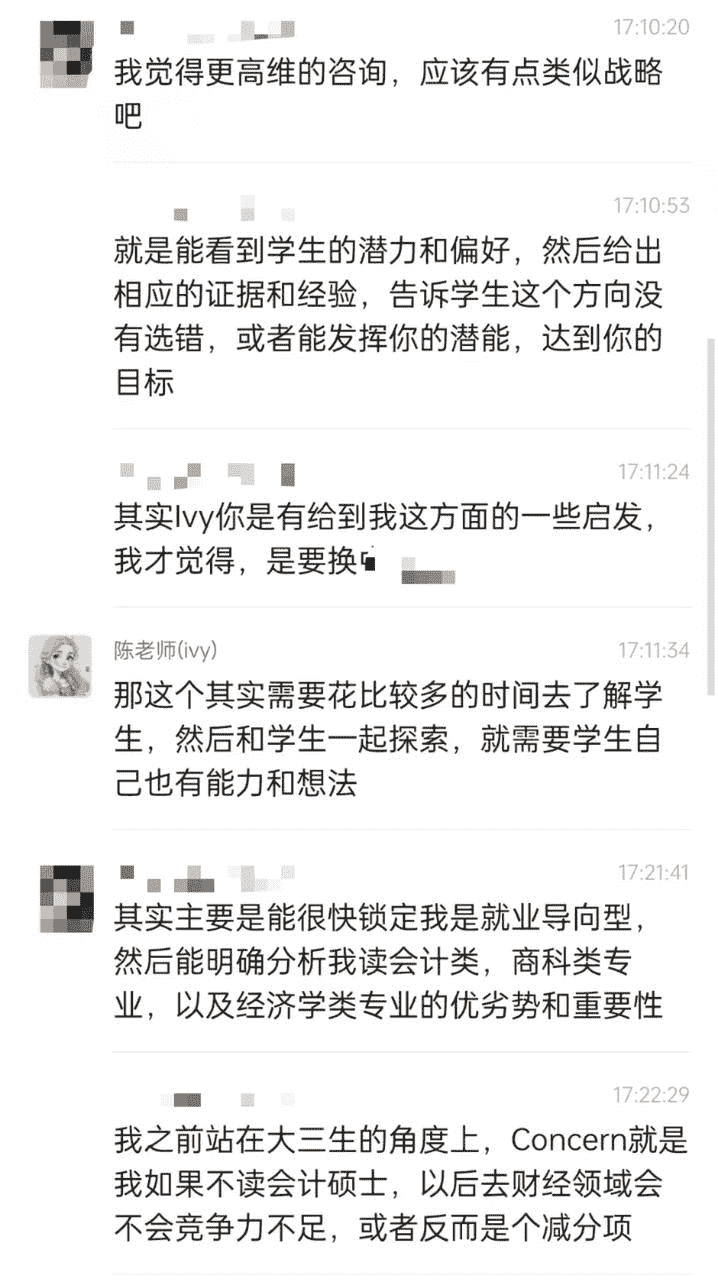 17:10:20
我觉得更高维的咨询，应该有点类似战略
吧
17:10:53
就是能看到学生的潜力和偏好，然后给出
相应的证据和经验，告诉学生这个方向没
有选错，或者能发挥你的潜能，达到你的
目标
17:11:24
其实Ivy你是有给到我这方面的一些启发，
我才觉得，是要换
陈老师(ivy)
17:11:34
那这个其实需要花比较多的时间去了解学
生，然后和学生一起探索，就需要学生自
己也有能力和想法
17:21:41
其实主要是能很快锁定我是就业导向型，
然后能明确分析我读会计类，商科类专
业，以及经济学类专业的优劣势和重要性
17:22:29
我之前站在大三生的角度上，Concern就是
我如果不读会计硕士，以后去财经领域会
不会竞争力不足，或者反而是个减分项